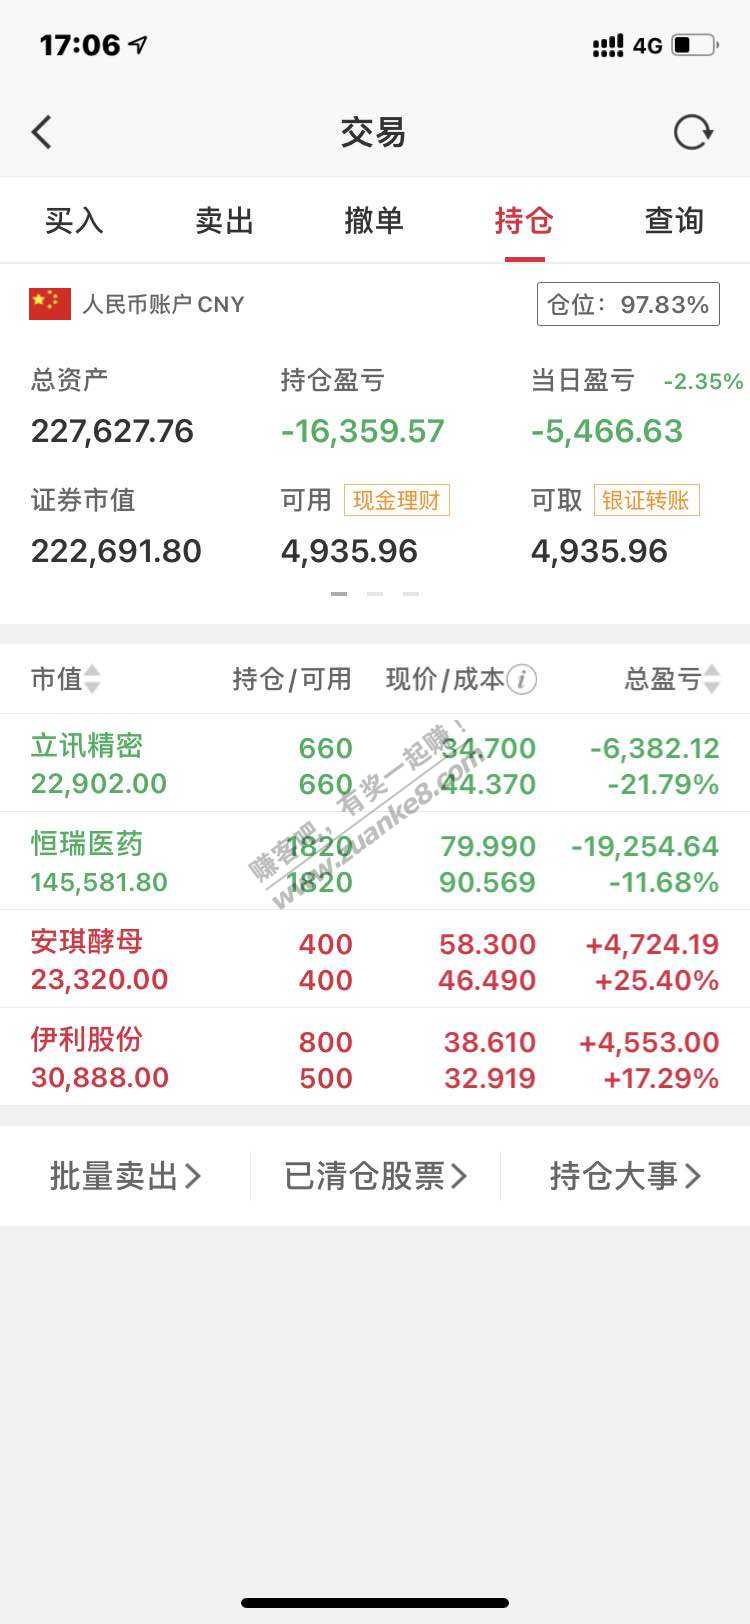 17:06
4G
交易
买入 卖出 撤单 持仓 查询
人民币账户 CNY
仓位：97.83%
总资产 持仓盈亏 当日盈亏 -2.35%
227,627.76 -16,359.57 -5,466.63
证券市值 可用 现金理财 可取 银证转账
222,691.80 4,935.96 4,935.96
市值 持仓/可用 现价/成本 i 总盈亏
立讯精密 660 34.700 -6,382.12
22,902.00 660 44.370 -21.79%
恒瑞医药 1820 79.990 -19,254.64
145,581.80 1820 90.569 -11.68%
安琪酵母 400 58.300 +4,724.19
23,320.00 400 46.490 +25.40%
伊利股份 800 38.610 +4,553.00
30,888.00 500 32.919 +17.29%
赚客吧，有奖一起赚！
www.zuanke8.com
批量卖出 已清仓股票 持仓大事